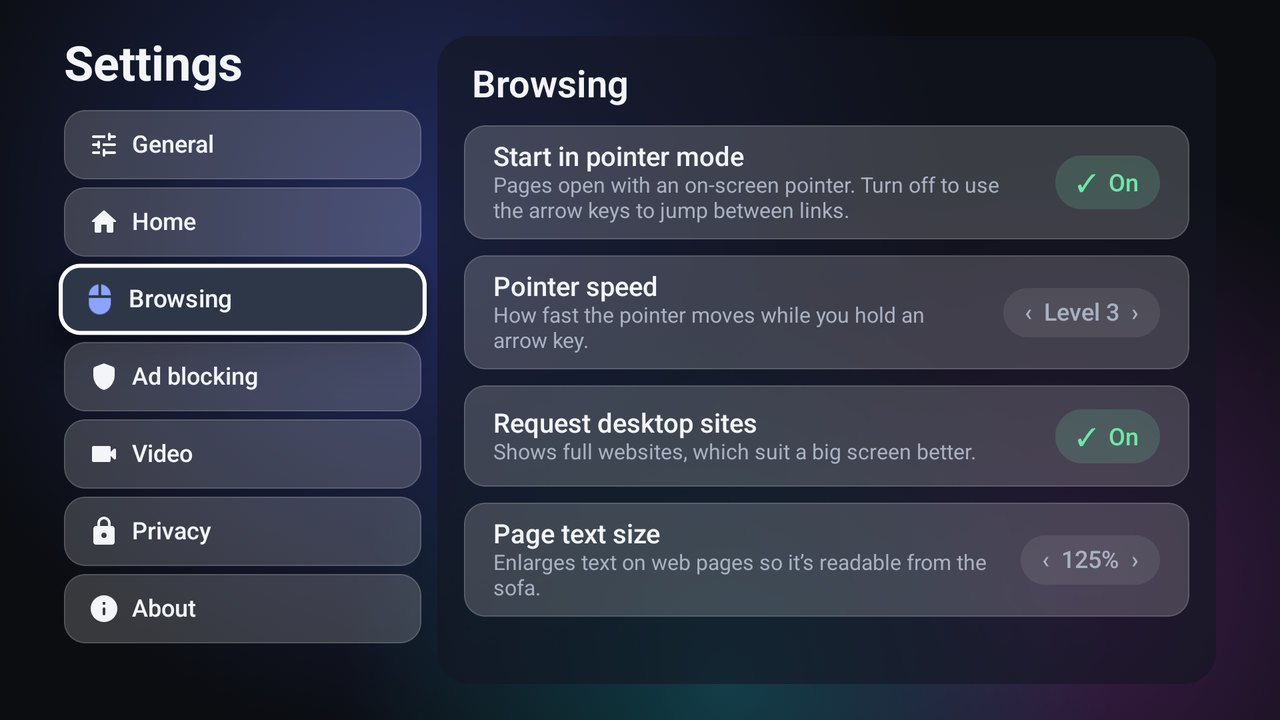 Settings
General
Home
Browsing
Ad blocking
Video
Privacy
About
Browsing
Start in pointer mode
Pages open with an on-screen pointer. Turn off to use
the arrow keys to jump between links.
✓ On
Pointer speed
How fast the pointer moves while you hold an
arrow key.
‹ Level 3 ›
Request desktop sites
Shows full websites, which suit a big screen better.
✓ On
Page text size
Enlarges text on web pages so it’s readable from the
sofa.
‹ 125% ›